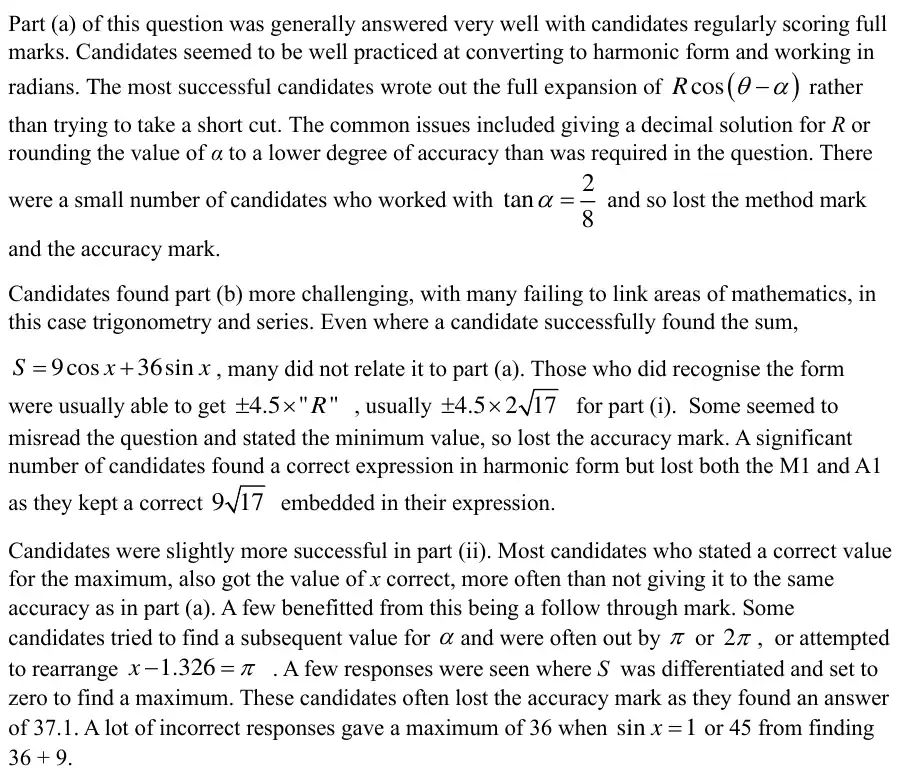 Part (a) of this question was generally answered very well with candidates regularly scoring full
marks. Candidates seemed to be well practiced at converting to harmonic form and working in
radians. The most successful candidates wrote out the full expansion of R cos(θ − α) rather
than trying to take a short cut. The common issues included giving a decimal solution for R or
rounding the value of α to a lower degree of accuracy than was required in the question. There
were a small number of candidates who worked with tan α = 2/8 and so lost the method mark
and the accuracy mark.
Candidates found part (b) more challenging, with many failing to link areas of mathematics, in
this case trigonometry and series. Even where a candidate successfully found the sum,
S = 9cos x + 36sin x , many did not relate it to part (a). Those who did recognise the form
were usually able to get ±4.5×"R" , usually ±4.5×2√17 for part (i). Some seemed to
misread the question and stated the minimum value, so lost the accuracy mark. A significant
number of candidates found a correct expression in harmonic form but lost both the M1 and A1
as they kept a correct 9√17 embedded in their expression.
Candidates were slightly more successful in part (ii). Most candidates who stated a correct value
for the maximum, also got the value of x correct, more often than not giving it to the same
accuracy as in part (a). A few benefitted from this being a follow through mark. Some
candidates tried to find a subsequent value for α and were often out by π or 2π , or attempted
to rearrange x − 1.326 = π . A few responses were seen where S was differentiated and set to
zero to find a maximum. These candidates often lost the accuracy mark as they found an answer
of 37.1. A lot of incorrect responses gave a maximum of 36 when sin x = 1 or 45 from finding
36 + 9.